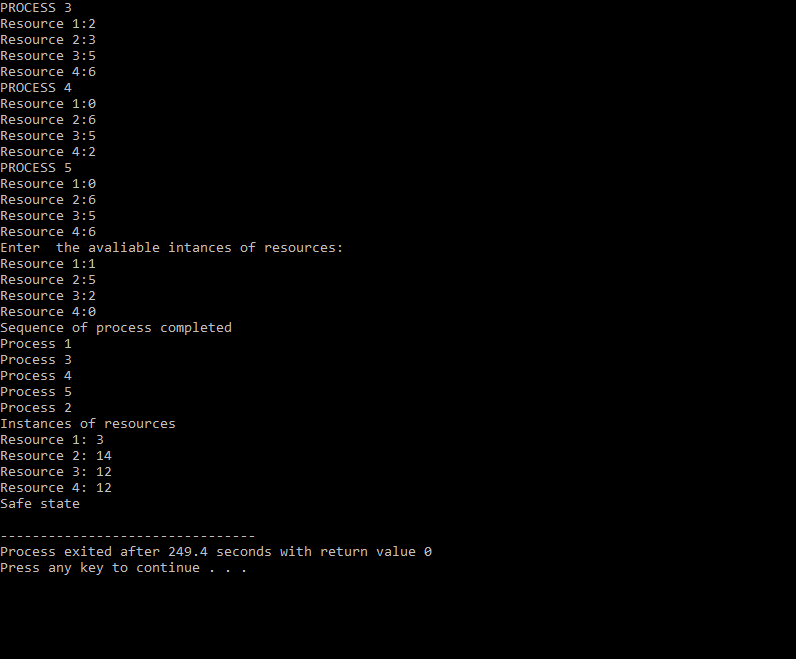 PROCESS 3
Resource 1:2
Resource 2:3
Resource 3:5
Resource 4:6
PROCESS 4
Resource 1:0
Resource 2:6
Resource 3:5
Resource 4:2
PROCESS 5
Resource 1:0
Resource 2:6
Resource 3:5
Resource 4:6
Enter  the avaliable intances of resources:
Resource 1:1
Resource 2:5
Resource 3:2
Resource 4:0
Sequence of process completed
Process 1
Process 3
Process 4
Process 5
Process 2
Instances of resources
Resource 1: 3
Resource 2: 14
Resource 3: 12
Resource 4: 12
Safe state
--------------------------------
Process exited after 249.4 seconds with return value 0
Press any key to continue . . .